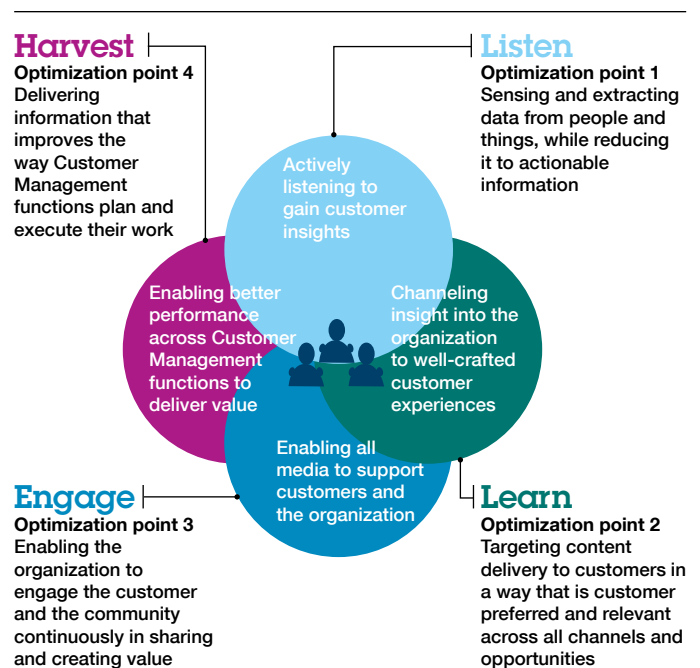 Harvest
Optimization point 4
Delivering
information that
improves the
way Customer
Management
functions plan and
execute their work
Listen
Optimization point 1
Sensing and extracting
data from people and
things, while reducing
it to actionable
information
Actively
listening to
gain customer
insights
Enabling better
performance
across Customer
Management
functions to
deliver value
Channeling
insight into the
organization
to well-crafted
customer
experiences
Enabling all
media to support
customers and
the organization
Engage
Optimization point 3
Enabling the
organization to
engage the customer
and the community
continuously in sharing
and creating value
Learn
Optimization point 2
Targeting content
delivery to customers in
a way that is customer
preferred and relevant
across all channels and
opportunities